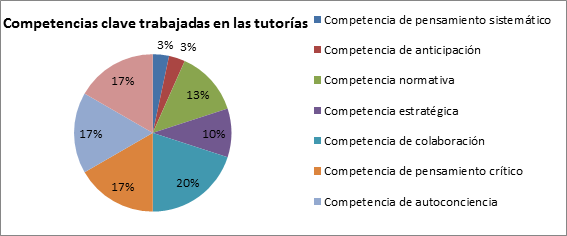 Competencias clave trabajadas en las tutorías
3%
3%
13%
10%
20%
17%
17%
17%
Competencia de pensamiento sistemático
Competencia de anticipación
Competencia normativa
Competencia estratégica
Competencia de colaboración
Competencia de pensamiento crítico
Competencia de autoconciencia